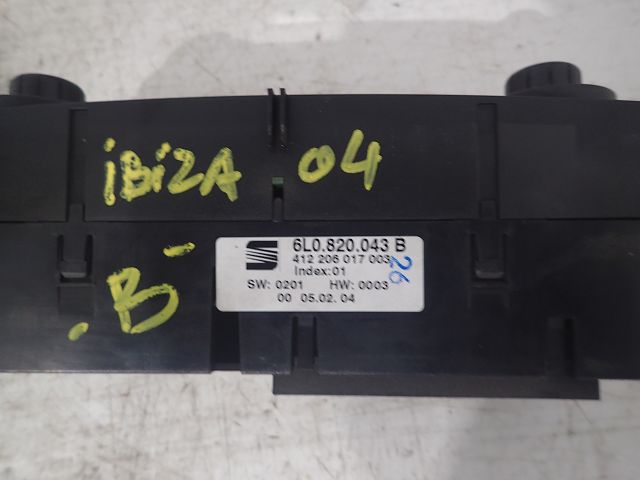 iBiZA 04
.B-
6L0.820.043 B
412 206 017 003
26
Index:01
SW: 0201 HW: 0003
00 05.02.04